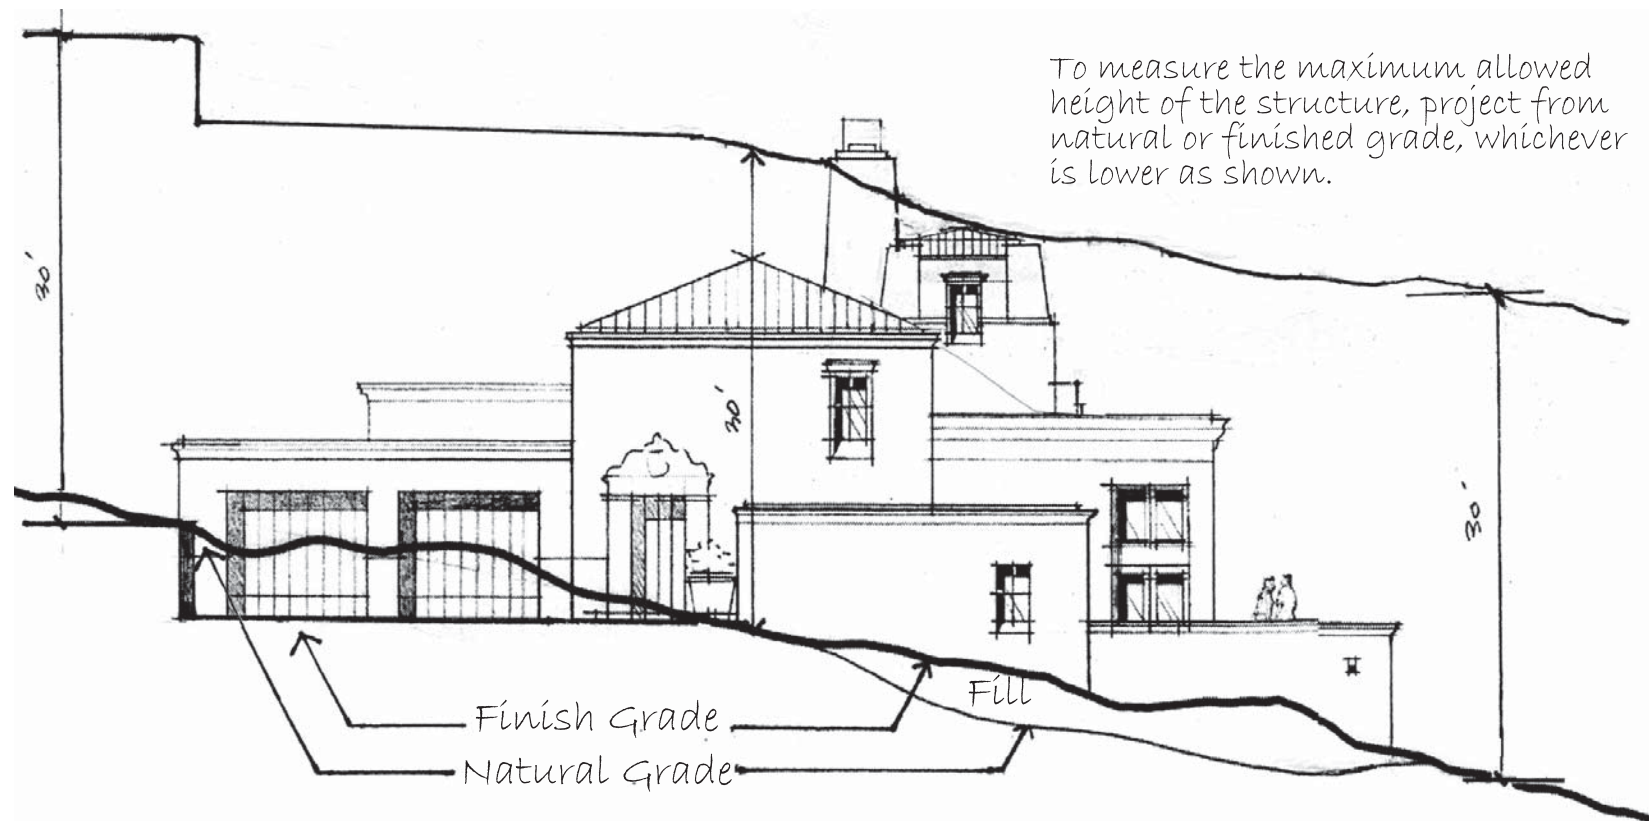 To measure the maximum allowed
height of the structure, project from
natural or finished grade, whichever
is lower as shown.
30'
30'
30'
Fill
Finish Grade
Natural Grade